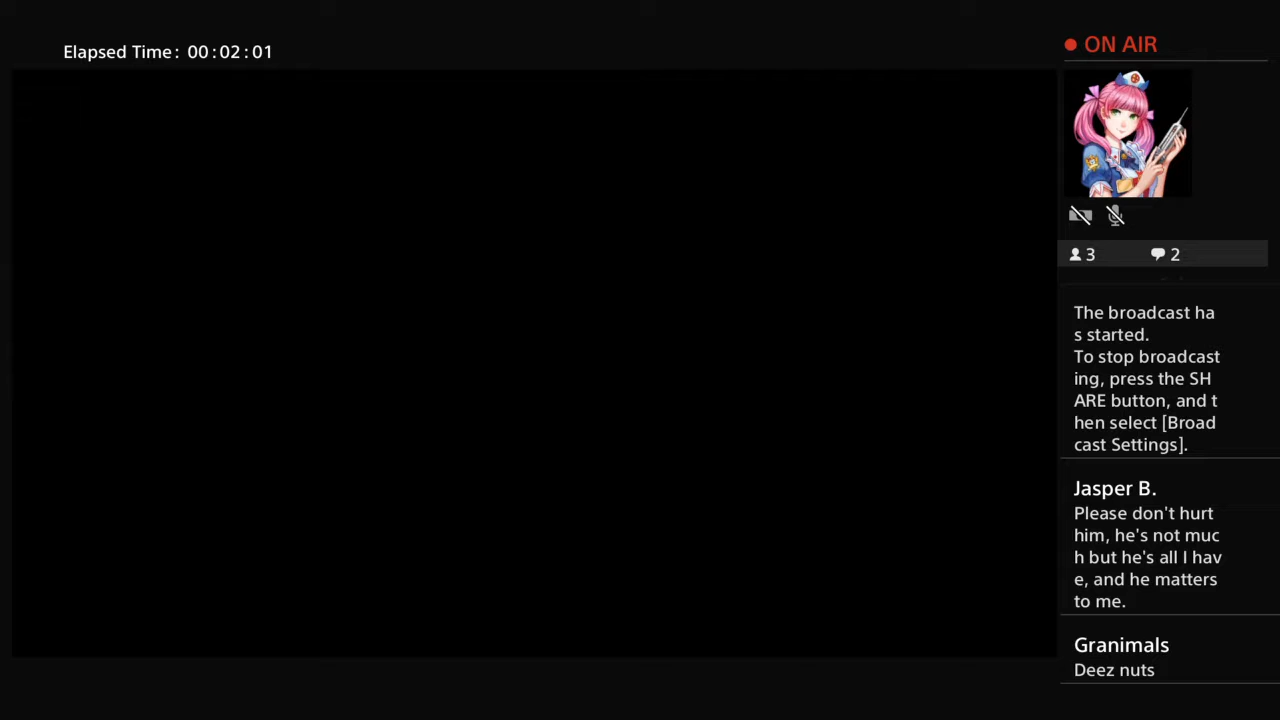 Elapsed Time: 00:02:01
ON AIR
3
2
The broadcast ha
s started.
To stop broadcast
ing, press the SH
ARE button, and t
hen select [Broad
cast Settings].
Jasper B.
Please don't hurt
him, he's not muc
h but he's all I hav
e, and he matters
to me.
Granimals
Deez nuts